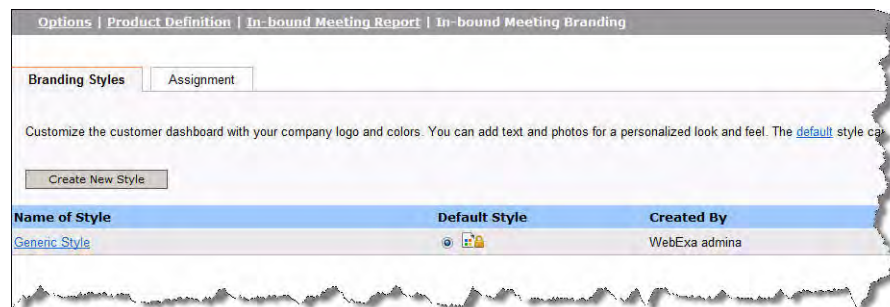 Options | Product Definition | In-bound Meeting Report | In-bound Meeting Branding
Branding Styles Assignment
Customize the customer dashboard with your company logo and colors. You can add text and photos for a personalized look and feel. The default style
Create New Style
Name of Style Default Style Created By
Generic Style WebExa admina